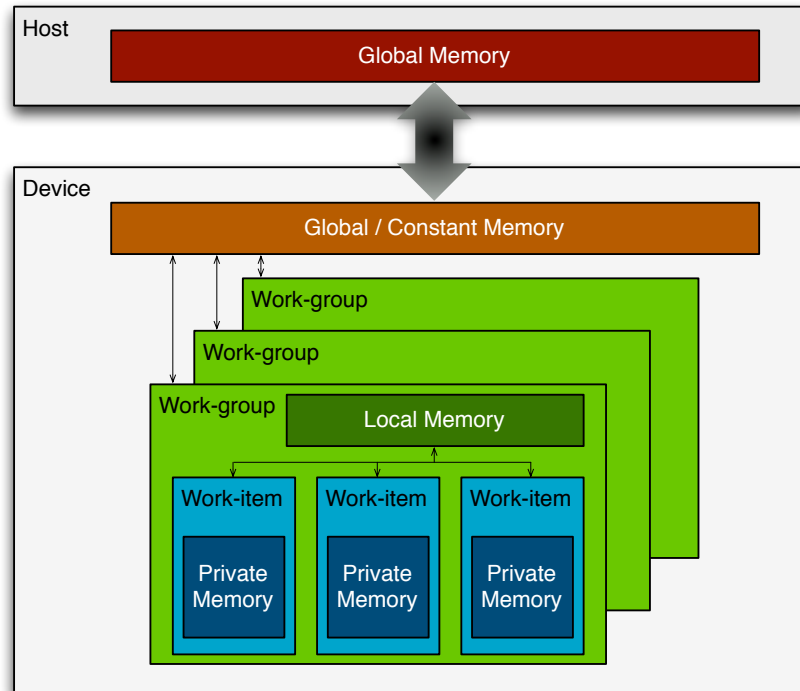 Host
Global Memory
Device
Global / Constant Memory
Work-group
Work-group
Work-group
Local Memory
Work-item
Work-item
Work-item
Private
Memory
Private
Memory
Private
Memory